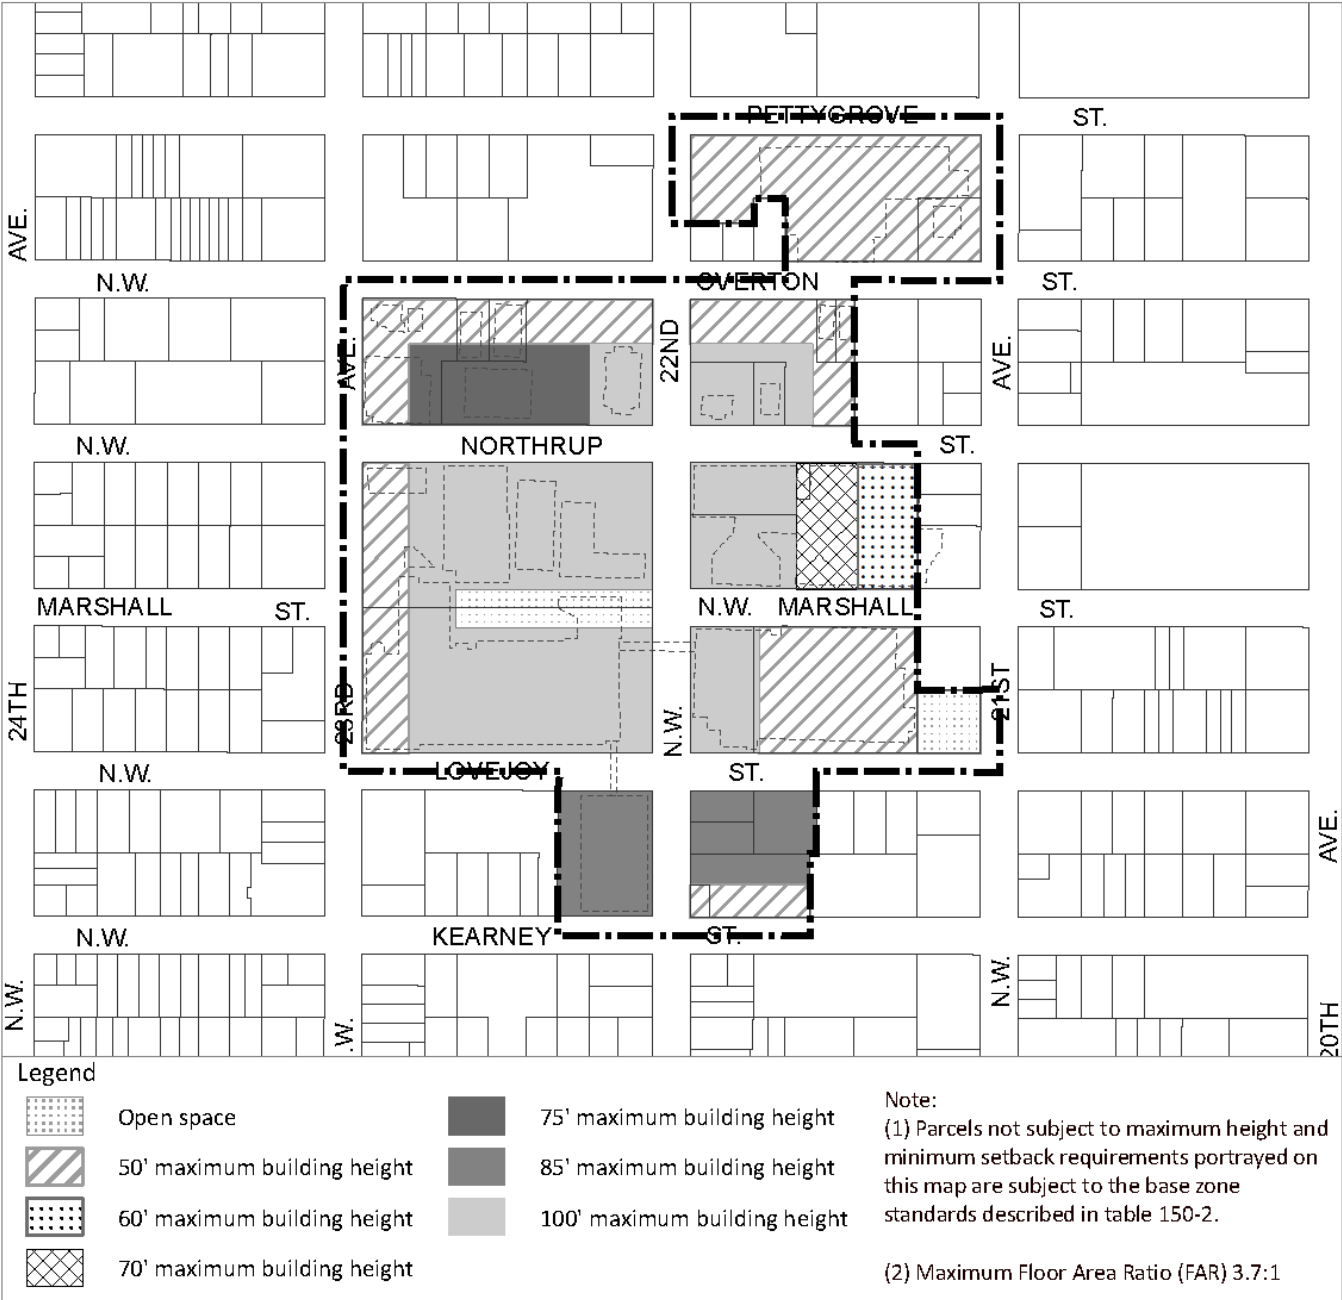 PETTYGROVE ST.
AVE.
N.W. OVERTON ST.
AVE.
22ND
AVE.
N.W. NORTHRUP ST.
MARSHALL ST. N.W. MARSHALL ST.
24TH
23RD
N.W.
21ST
N.W. LOVEJOY ST.
AVE.
N.W. KEARNEY ST.
N.W.
.W.
N.W.
20TH
Legend
Open space
50' maximum building height
60' maximum building height
70' maximum building height
75' maximum building height
85' maximum building height
100' maximum building height
Note:
(1) Parcels not subject to maximum height and
minimum setback requirements portrayed on
this map are subject to the base zone
standards described in table 150-2.
(2) Maximum Floor Area Ratio (FAR) 3.7:1